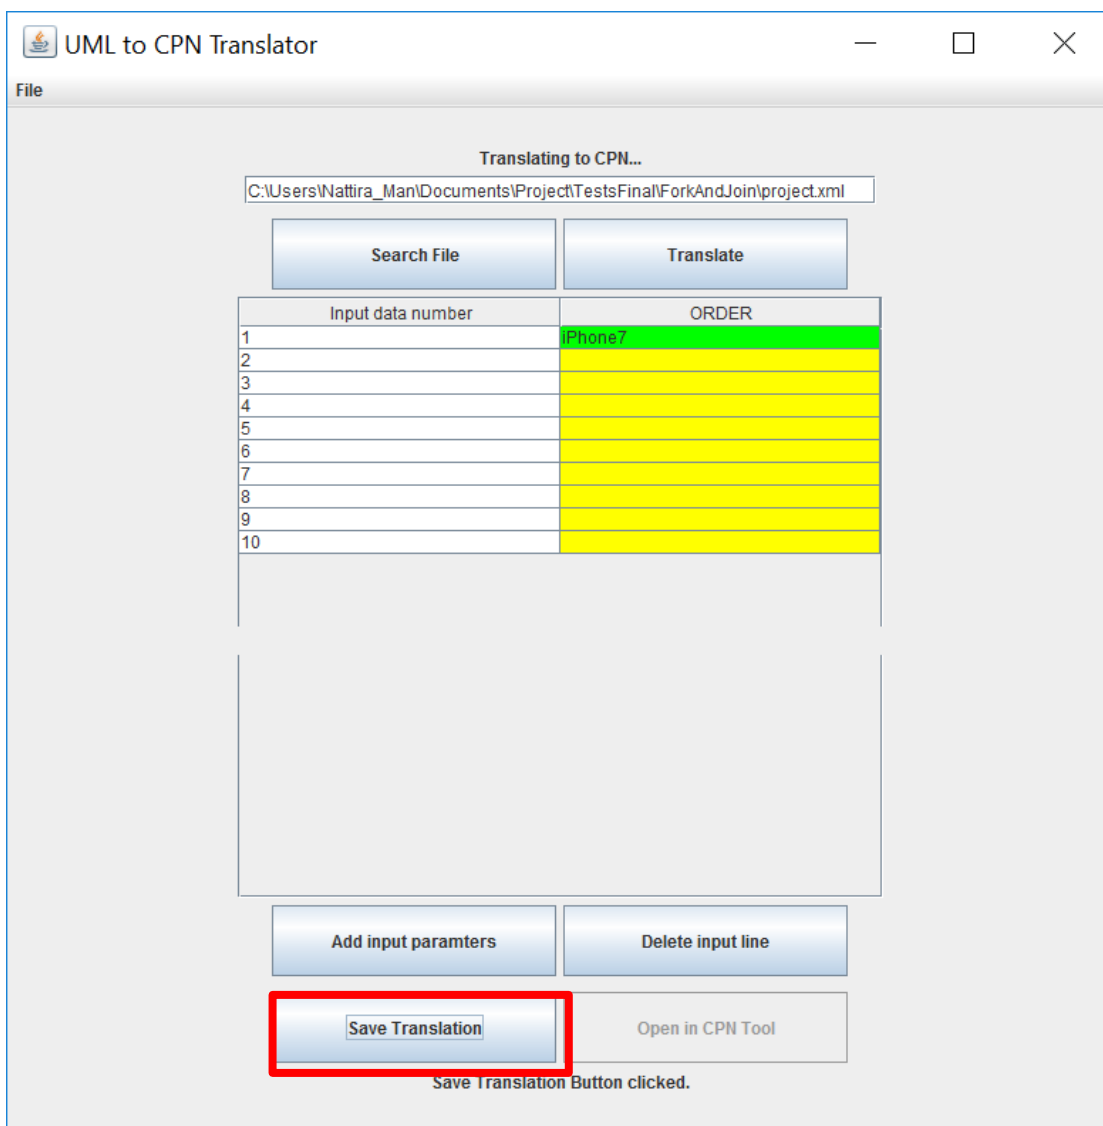 UML to CPN Translator
File
Translating to CPN...
C:\Users\Nattira_Man\Documents\Project\TestsFinal\ForkAndJoin\project.xml
Search File Translate
Input data number ORDER
1 iPhone7
2
3
4
5
6
7
8
9
10
Add input paramters Delete input line
Save Translation Open in CPN Tool
Save Translation Button clicked.